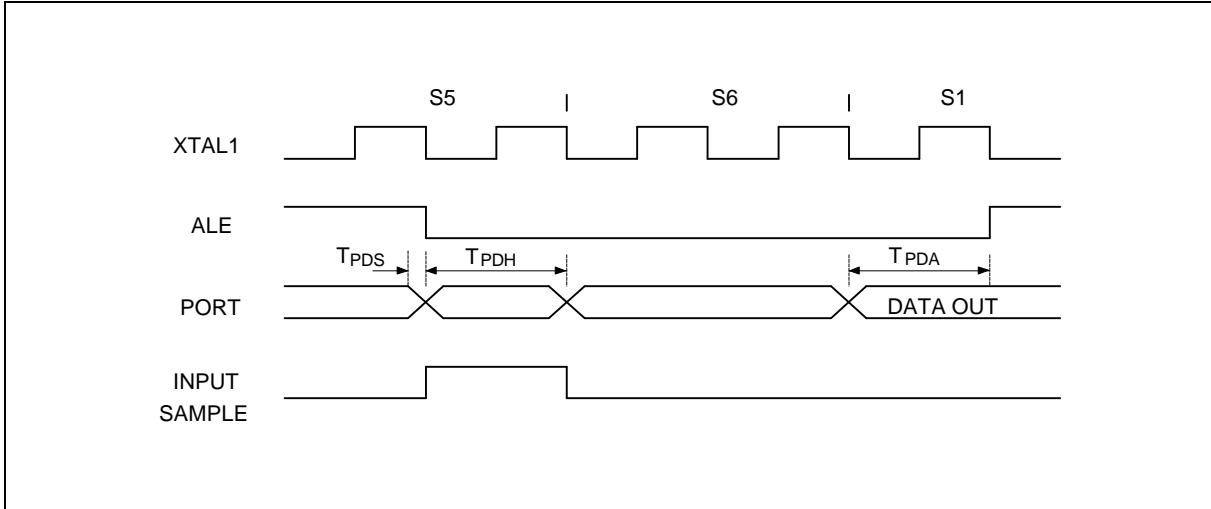 S5 | S6 | S1
XTAL1
ALE
TPDS TPDH TPDA
PORT DATA OUT
INPUT
SAMPLE